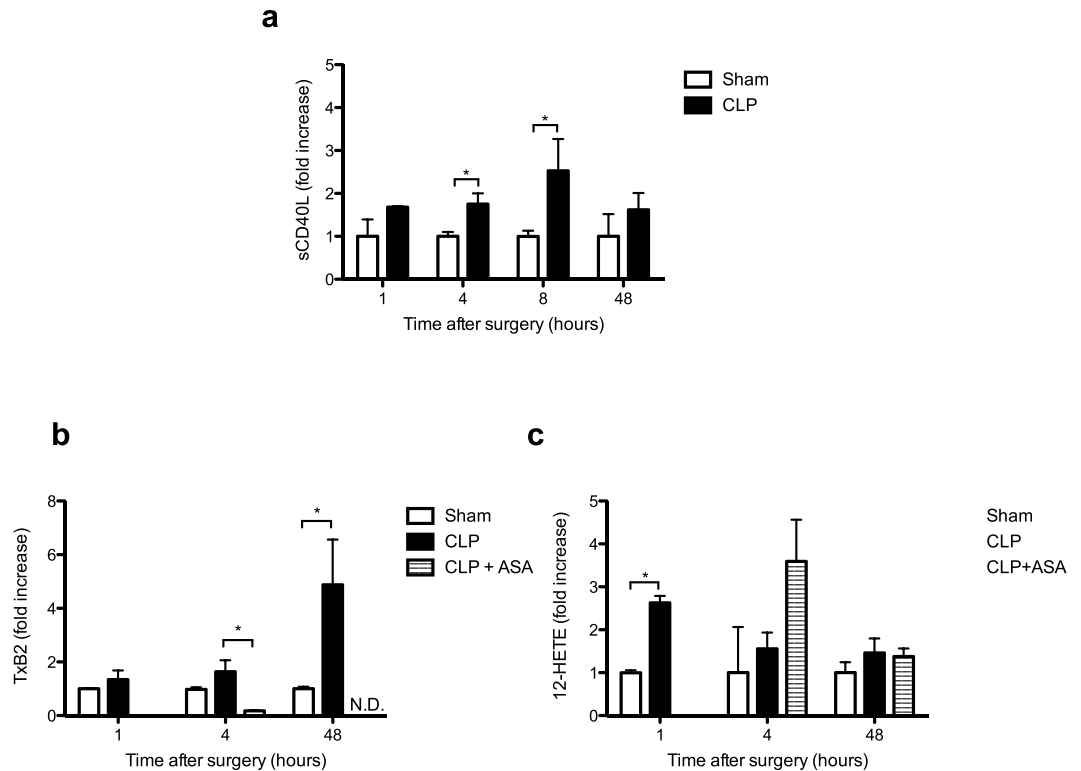 a
sCD40L (fold increase)
5
4
3
2
1
0
*
*
1 4 8 48
Time after surgery (hours)
Sham
CLP
b
TxB2 (fold increase)
8
6
4
2
0
*
*
N.D.
1 4 48
Time after surgery (hours)
Sham
CLP
CLP + ASA
c
12-HETE (fold increase)
5
4
3
2
1
0
*
1 4 48
Time after surgery (hours)
Sham
CLP
CLP+ASA